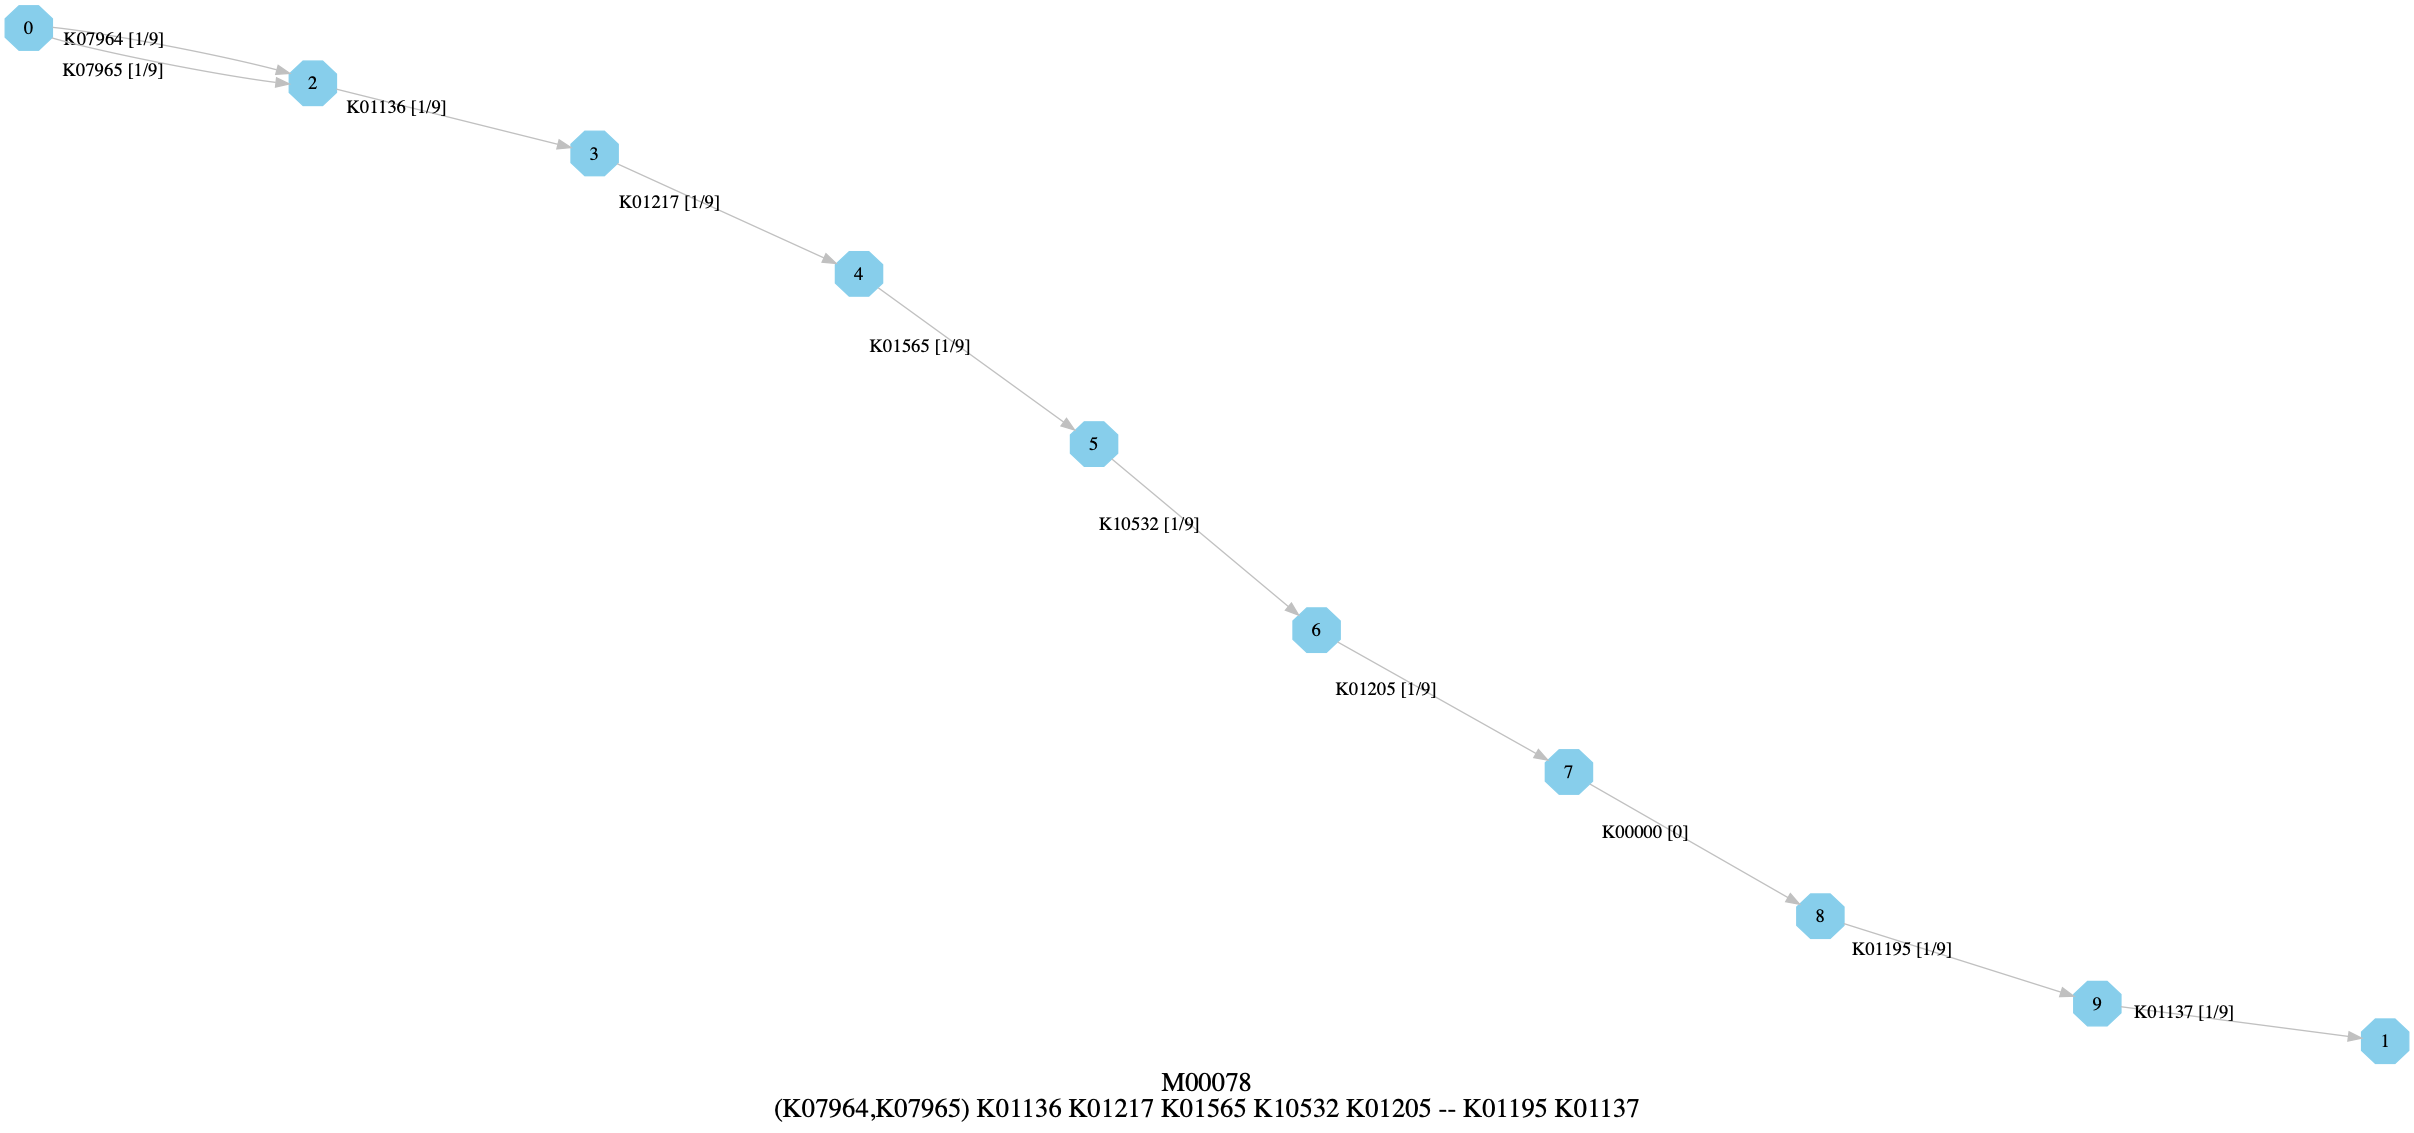 0
K07964 [1/9]
K07965 [1/9]
2
K01136 [1/9]
3
K01217 [1/9]
4
K01565 [1/9]
5
K10532 [1/9]
6
K01205 [1/9]
7
K00000 [0]
8
K01195 [1/9]
9
K01137 [1/9]
1
M00078
(K07964,K07965) K01136 K01217 K01565 K10532 K01205 -- K01195 K01137